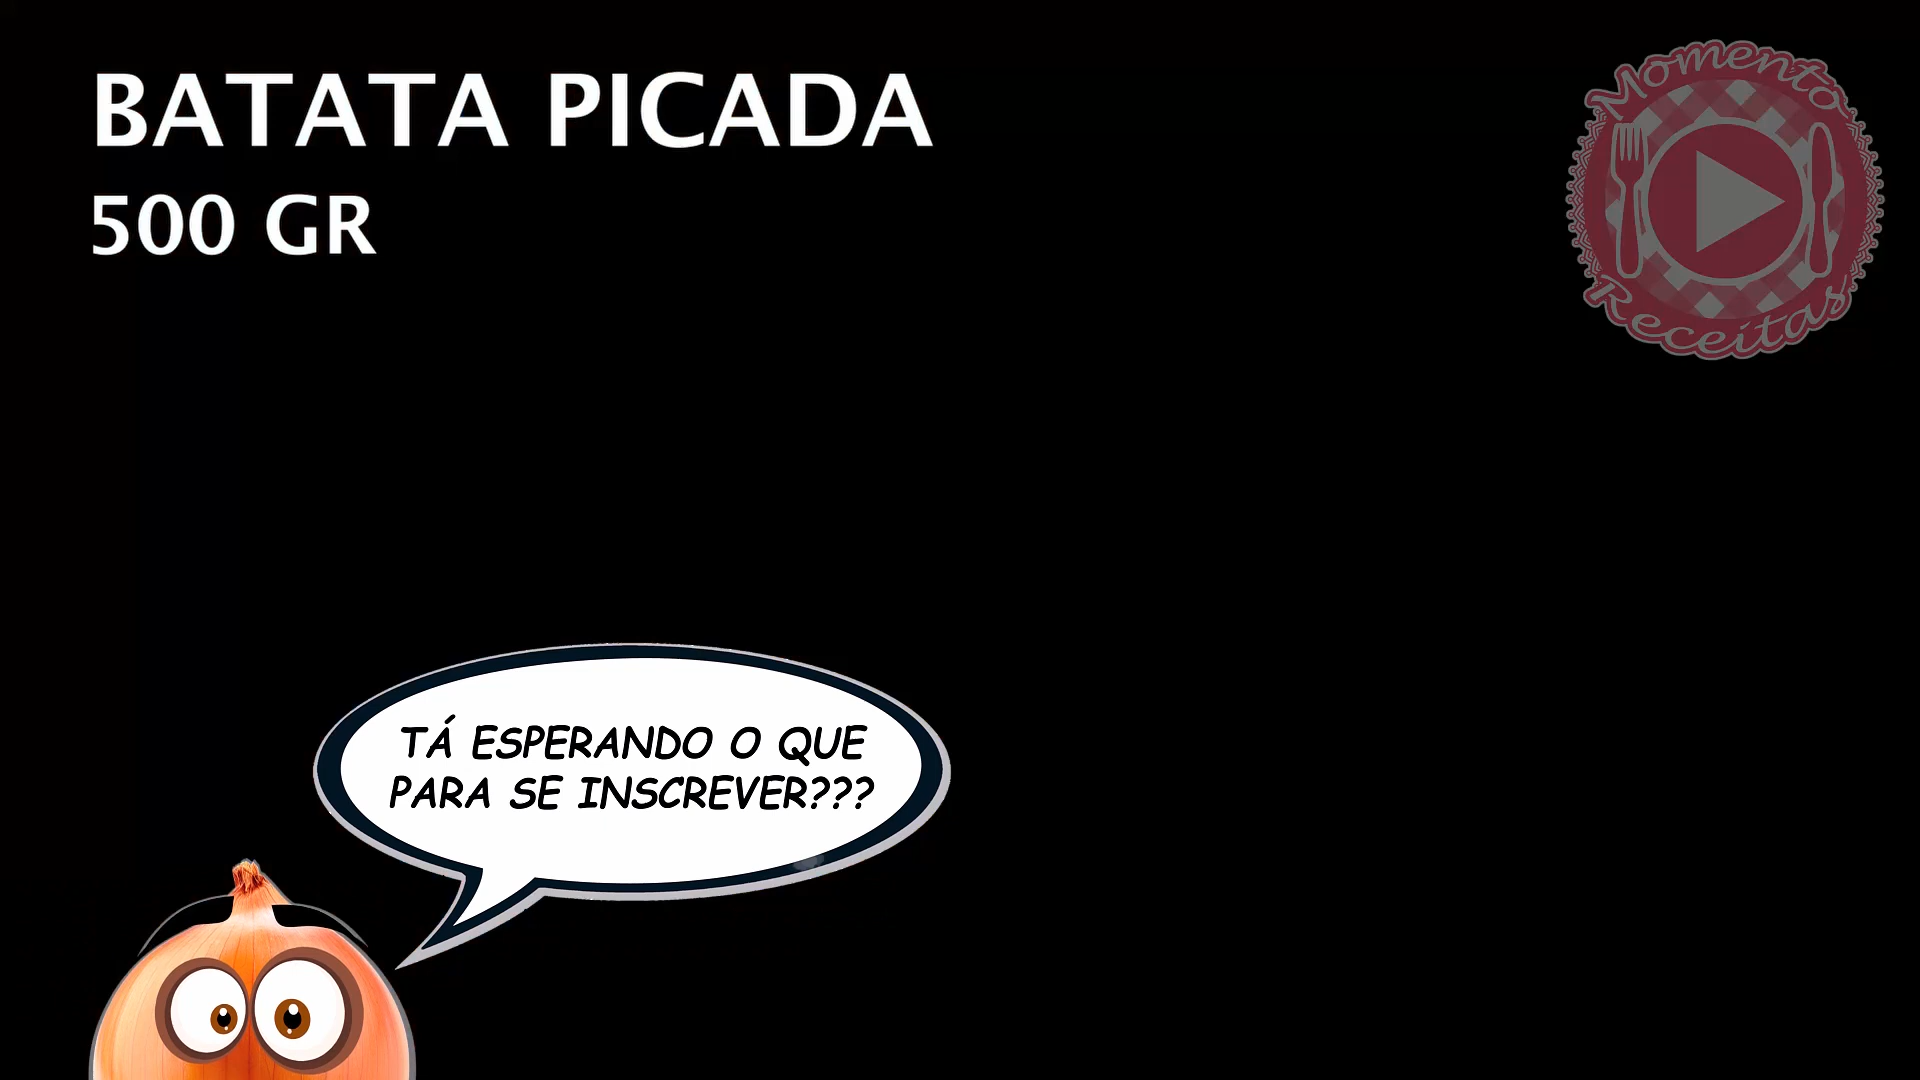 BATATA PICADA
500 GR
Momento
Receitas
TÁ ESPERANDO O QUE
PARA SE INSCREVER???